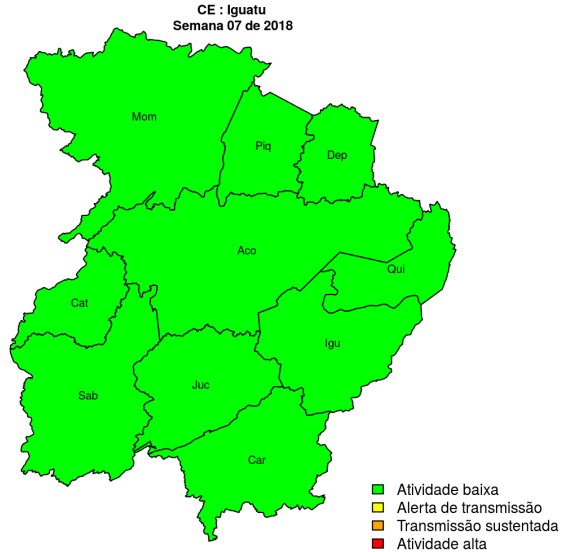 CE : Iguatu
Semana 07 de 2018
Mom
Piq
Dep
Aco
Qui
Cat
Igu
Juc
Sab
Car
Atividade baixa
Alerta de transmissão
Transmissão sustentada
Atividade alta